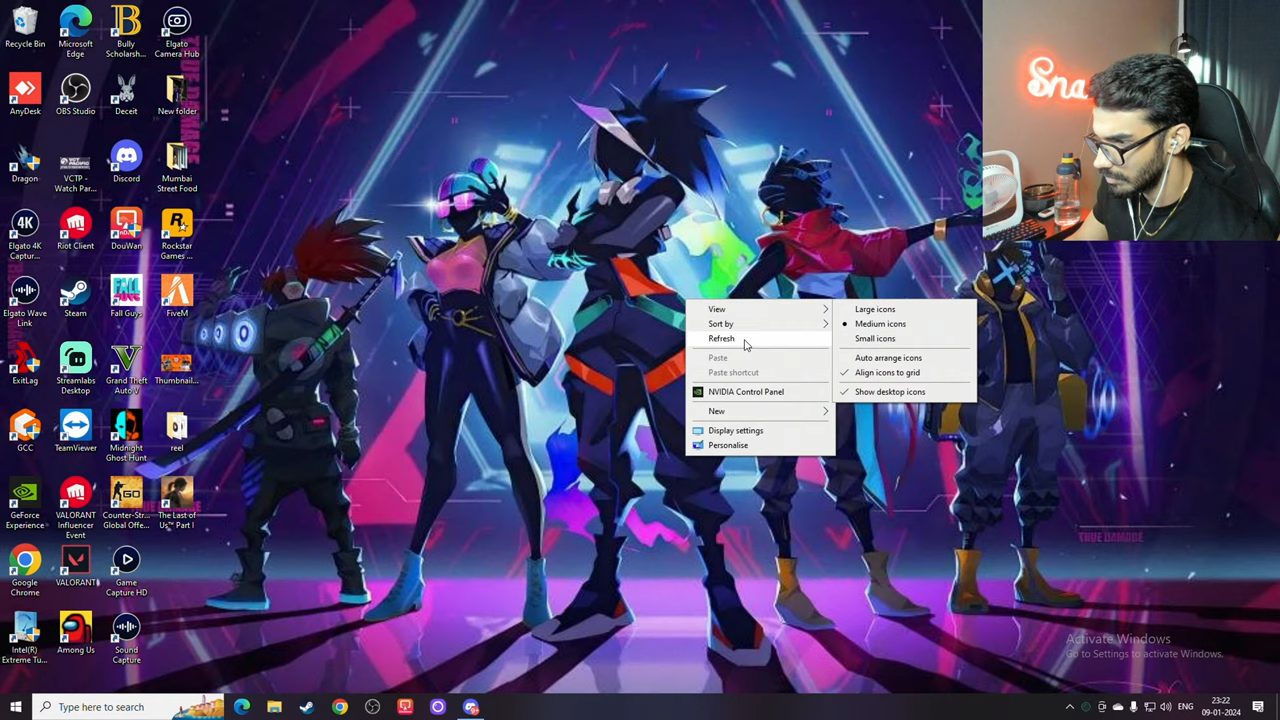 Recycle Bin
Microsoft
Edge
Bully
Scholarsh...
Elgato
Camera Hub
AnyDesk
OBS Studio
Deceit
New folder
Dragon
VCTP -
Watch Par...
Discord
Mumbai
Street Food
Elgato 4K
Captur...
Riot Client
DouWan
Rockstar
Games ...
Elgato Wave
Link
Steam
Fall Guys
FiveM
ExitLag
Streamlabs
Desktop
Grand Theft
Auto V
Thumbnail...
GCC
TeamViewer
Midnight
Ghost Hunt
reel
GeForce
Experience
VALORANT
Influencer
Event
Counter-Str...
Global Offe...
The Last of
Us™ Part I
Google
Chrome
VALORANT
Game
Capture HD
Intel(R)
Extreme Tu...
Among Us
Sound
Capture
View
Sort by
Refresh
Paste
Paste shortcut
NVIDIA Control Panel
New
Display settings
Personalise
Large icons
Medium icons
Small icons
Auto arrange icons
Align icons to grid
Show desktop icons
Sna
TRUE DAMAGE
Activate Windows
Go to Settings to activate Windows.
Type here to search
ENG
23:22
09-01-2024